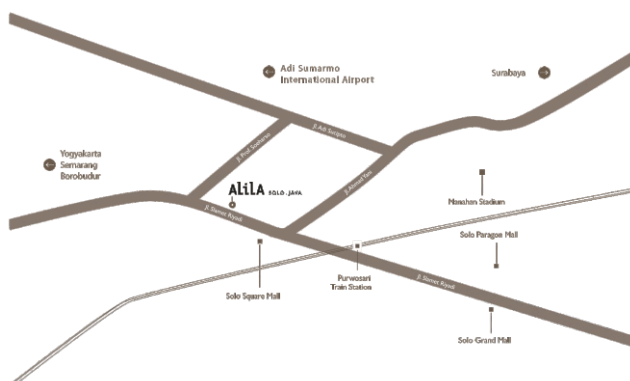 Adi Sumarmo
International Airport
Surabaya
Jl. Adi Sucipto
Jl. Prof. Soeharso
Yogyakarta
Semarang
Borobudur
Jl. Ahmad Yani
ALILA SOLO . JAVA
Manahan Stadium
Jl. Slamet Riyadi
Solo Paragon Mall
Purwosari
Train Station
Solo Square Mall
Jl. Slamet Riyadi
Solo Grand Mall